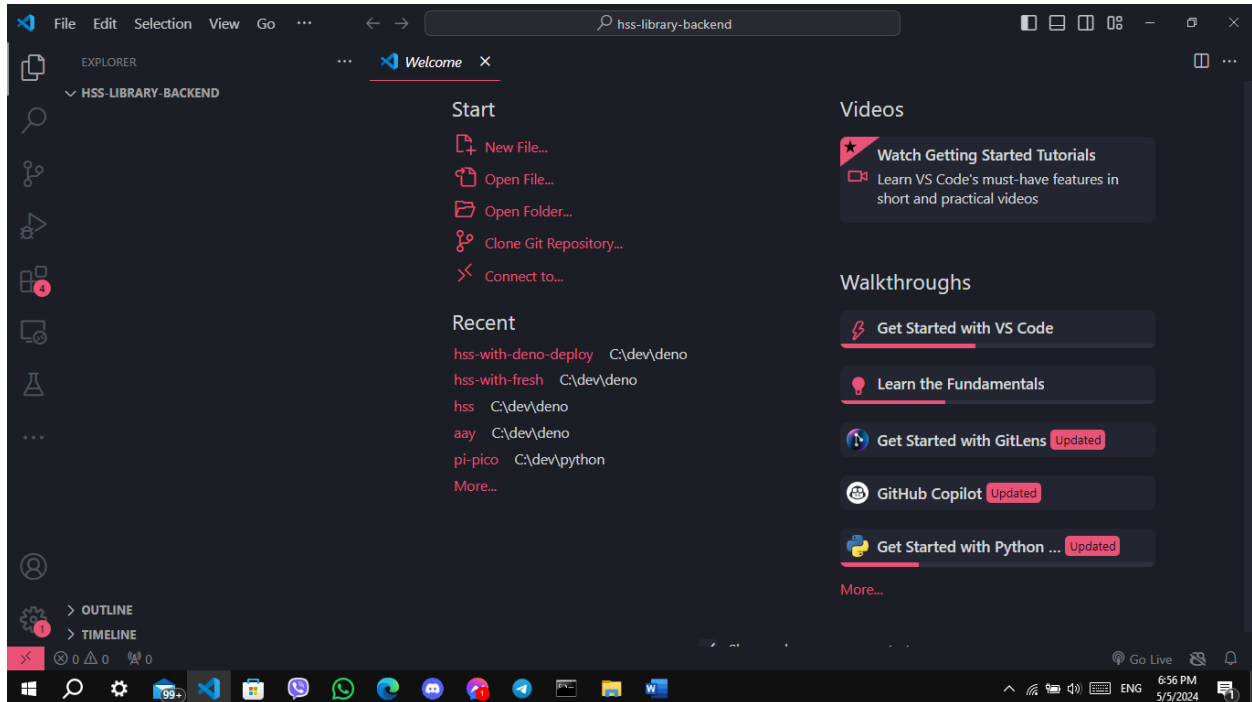 File Edit Selection View Go ...
hss-library-backend
EXPLORER ...
Welcome
HSS-LIBRARY-BACKEND
Start
New File...
Open File...
Open Folder...
Clone Git Repository...
Connect to...
Recent
hss-with-deno-deploy C:\dev\deno
hss-with-fresh C:\dev\deno
hss C:\dev\deno
aay C:\dev\deno
pi-pico C:\dev\python
More...
Videos
Watch Getting Started Tutorials
Learn VS Code's must-have features in
short and practical videos
Walkthroughs
Get Started with VS Code
Learn the Fundamentals
Get Started with GitLens Updated
GitHub Copilot Updated
Get Started with Python ... Updated
More...
4
1
OUTLINE
TIMELINE
0 0 0
Go Live
99+
1
ENG
6:56 PM
5/5/2024
1